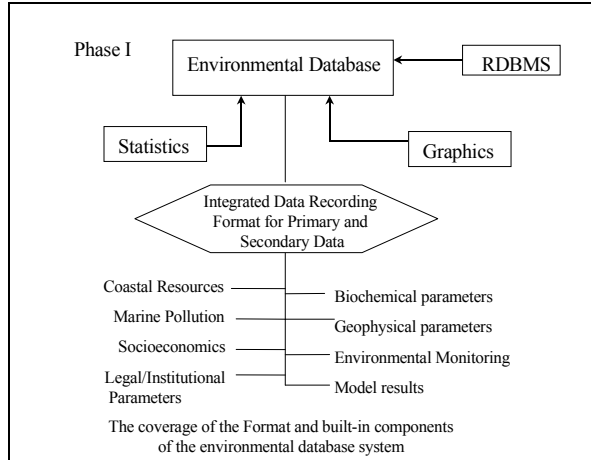 Phase I
Environmental Database
RDBMS
Statistics
Graphics
Integrated Data Recording
Format for Primary and
Secondary Data
Coastal Resources
Biochemical parameters
Marine Pollution
Geophysical parameters
Socioeconomics
Environmental Monitoring
Legal/Institutional
Parameters
Model results
The coverage of the Format and built-in components
of the environmental database system